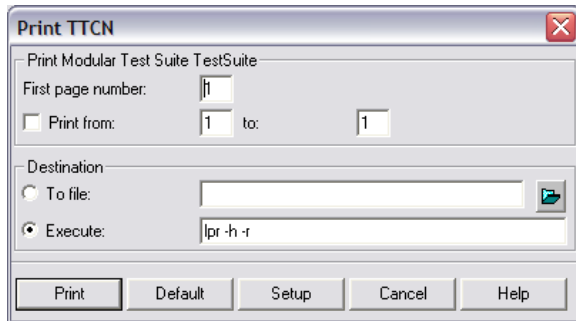 Print TTCN
Print Modular Test Suite TestSuite
First page number: 1
Print from: 1 to: 1
Destination
To file:
Execute: lpr -h -r
Print Default Setup Cancel Help